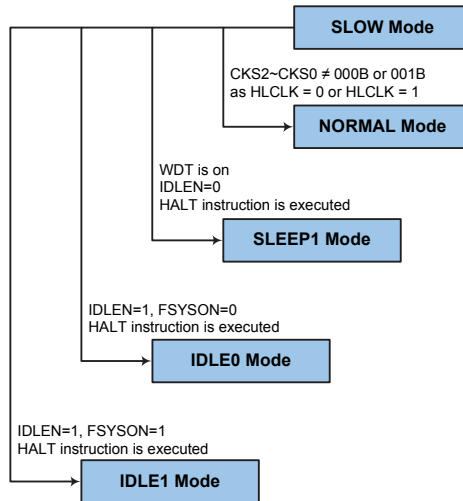 SLOW Mode
CKS2~CKS0 ≠ 000B or 001B
as HLCLK = 0 or HLCLK = 1
NORMAL Mode
WDT is on
IDLEN=0
HALT instruction is executed
SLEEP1 Mode
IDLEN=1, FSYSON=0
HALT instruction is executed
IDLE0 Mode
IDLEN=1, FSYSON=1
HALT instruction is executed
IDLE1 Mode